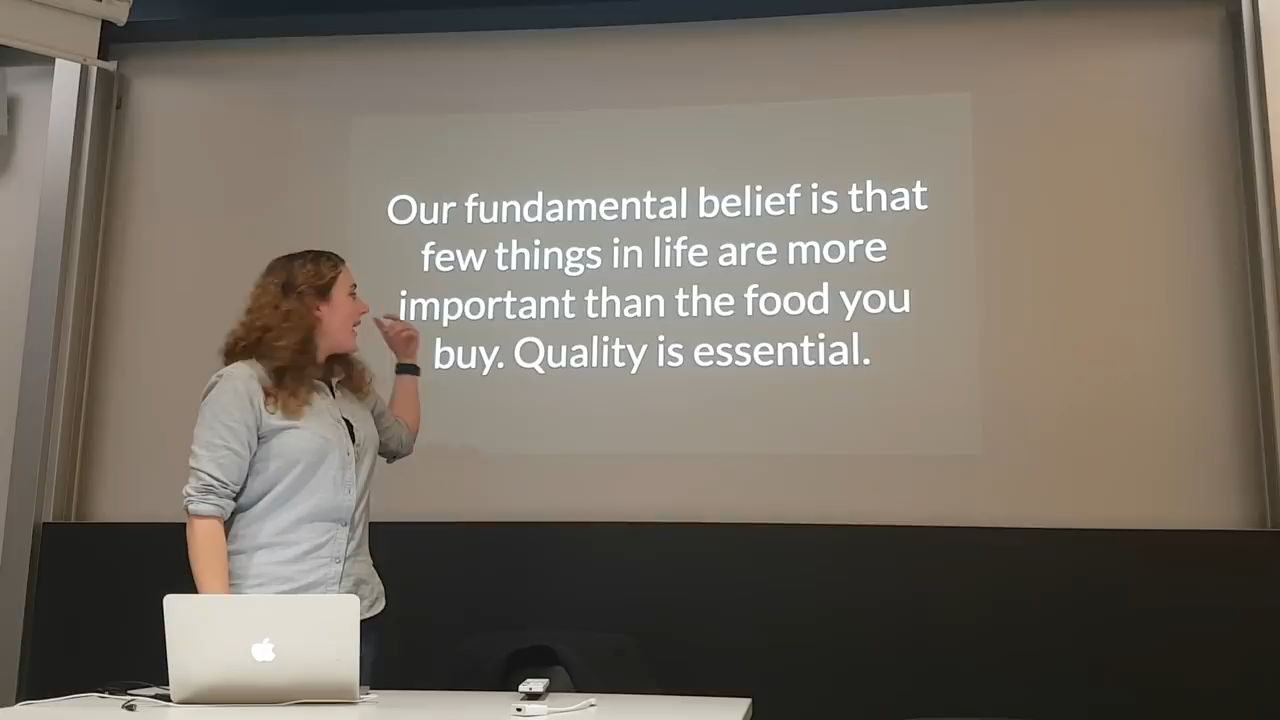 Our fundamental belief is that
few things in life are more
important than the food you
buy. Quality is essential.